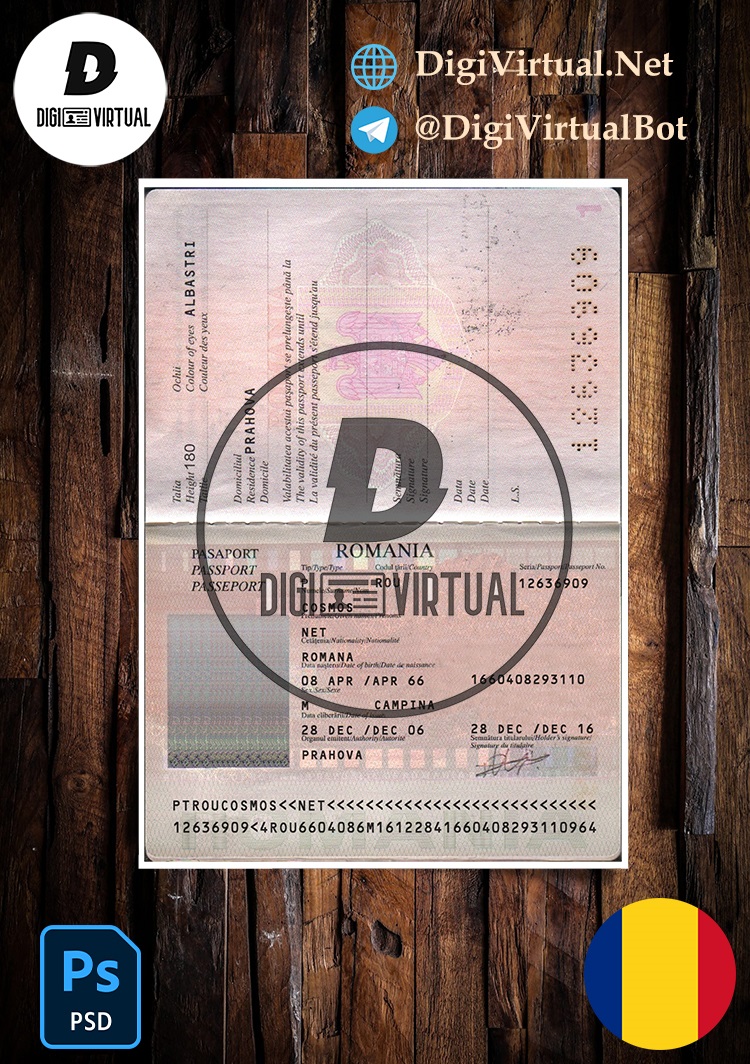 D
DIGI VIRTUAL
DigiVirtual.Net
@DigiVirtualBot
1
12636909
Ochii
Colour of eyes ALBASTRI
Couleur des yeux
Talia
Height 180
Taille
Domiciliul
Residence PRAHOVA
Domicile
Valabilitatea acestui pașaport se prelungește până la
The validity of this passport extends until
La validité du présent passeport s'étend jusqu'au
Semnătura
Signature
Signature
Data
Date
Date
L.S.
D
DIGI VIRTUAL
PASAPORT
PASSPORT
PASSEPORT
ROMANIA
Tip/Type/Type
Codul țării/Country
Seria/Passport/Passeport No.
ROU
12636909
COSMOS
NET
Cetățenia/Nationality/Nationalité
ROMANA
Data nașterii/Date of birth/Date de naissance
08 APR /APR 66
1660408293110
Sex/Sex/Sexe
M
CAMPINA
Data eliberării/Date of issue
28 DEC /DEC 06
28 DEC /DEC 16
Organul emitent/Authority/Autorité
Semnătura titularului/Holder's signature/
Signature du titulaire
PRAHOVA
PTROUCOSMOS<<NET<<<<<<<<<<<<<<<<<<<<<<<<<<<<
12636909<4ROU6604086M16122841660408293110964
Ps
PSD